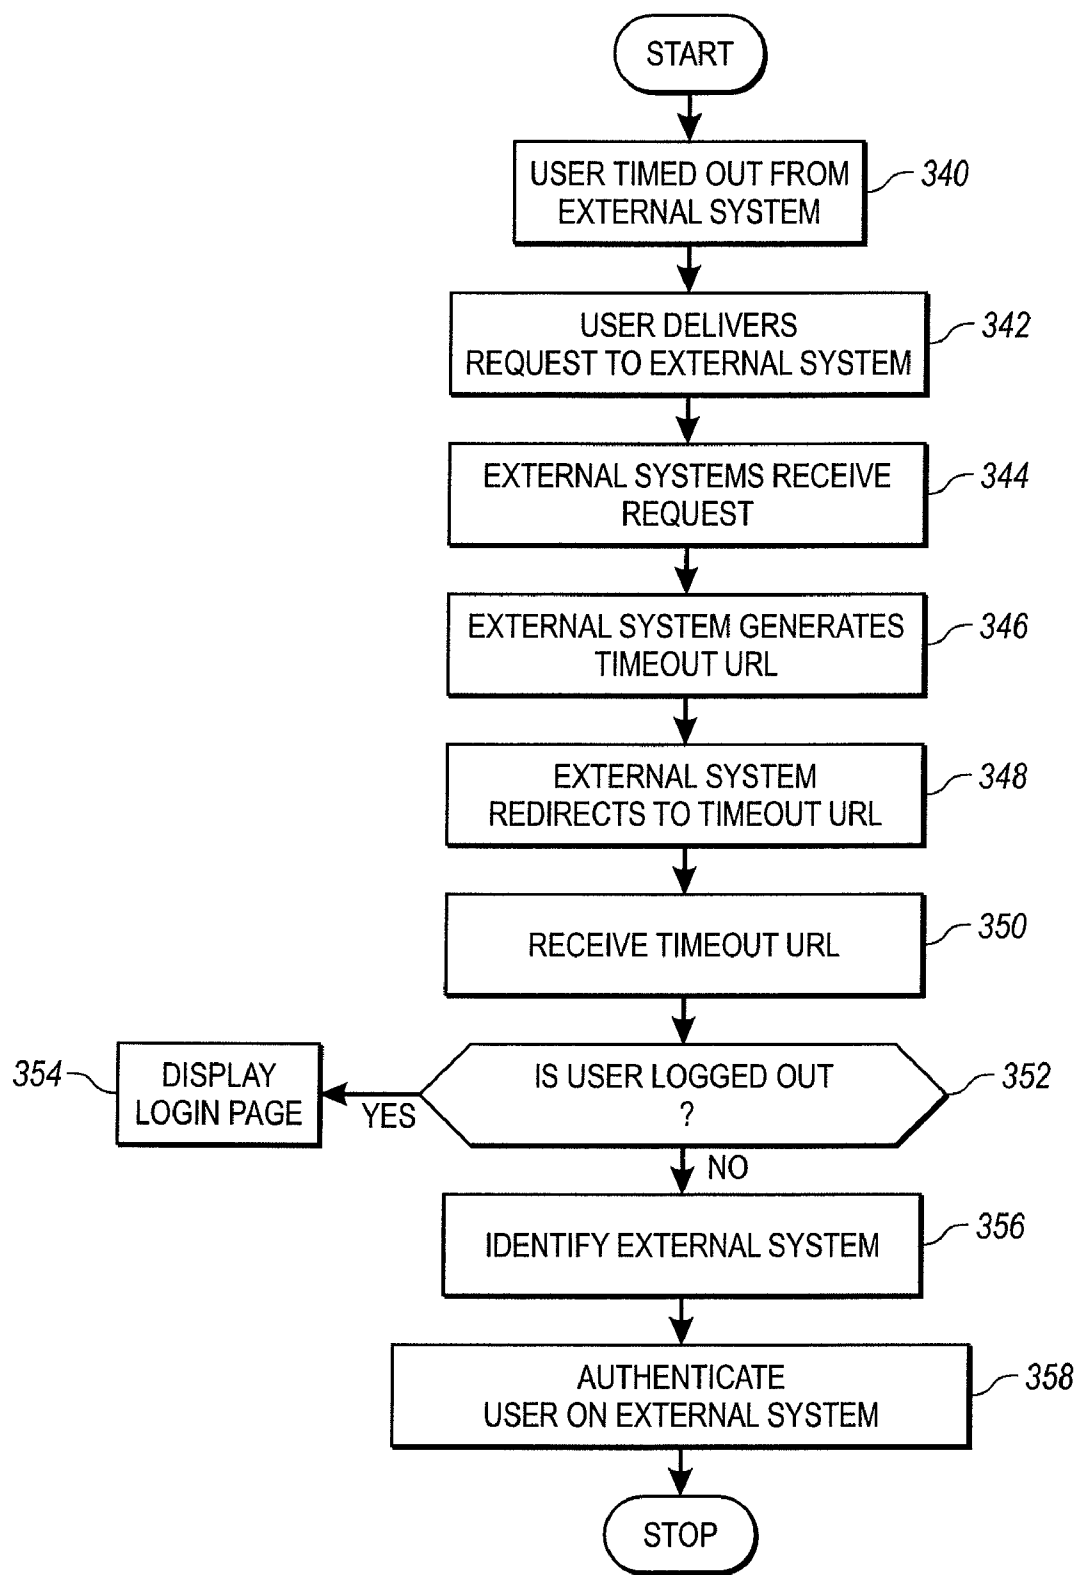 START
USER TIMED OUT FROM
EXTERNAL SYSTEM
340
USER DELIVERS
REQUEST TO EXTERNAL SYSTEM
342
EXTERNAL SYSTEMS RECEIVE
REQUEST
344
EXTERNAL SYSTEM GENERATES
TIMEOUT URL
346
EXTERNAL SYSTEM
REDIRECTS TO TIMEOUT URL
348
RECEIVE TIMEOUT URL
350
IS USER LOGGED OUT
?
352
354
DISPLAY
LOGIN PAGE
YES
NO
IDENTIFY EXTERNAL SYSTEM
356
AUTHENTICATE
USER ON EXTERNAL SYSTEM
358
STOP